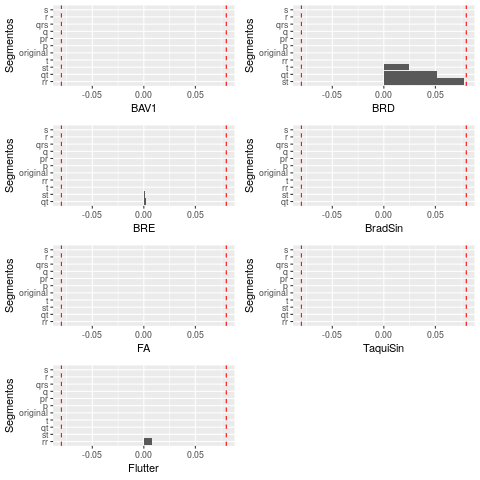 Segmentos
s
r
qrs
q
pr
p
original
t
st
qt
rr
-0.05 0.00 0.05
BAV1
Segmentos
s
r
qrs
q
pr
p
original
t
st
qt
rr
-0.05 0.00 0.05
BRD
Segmentos
s
r
qrs
q
pr
p
original
rr
t
st
qt
-0.05 0.00 0.05
BRE
Segmentos
s
r
qrs
q
pr
p
original
t
st
qt
rr
-0.05 0.00 0.05
BradSin
Segmentos
s
r
qrs
q
pr
p
original
t
st
qt
rr
-0.05 0.00 0.05
FA
Segmentos
s
r
qrs
q
pr
p
original
t
st
qt
rr
-0.05 0.00 0.05
TaquiSin
Segmentos
s
r
qrs
q
pr
p
original
t
qt
st
rr
-0.05 0.00 0.05
Flutter